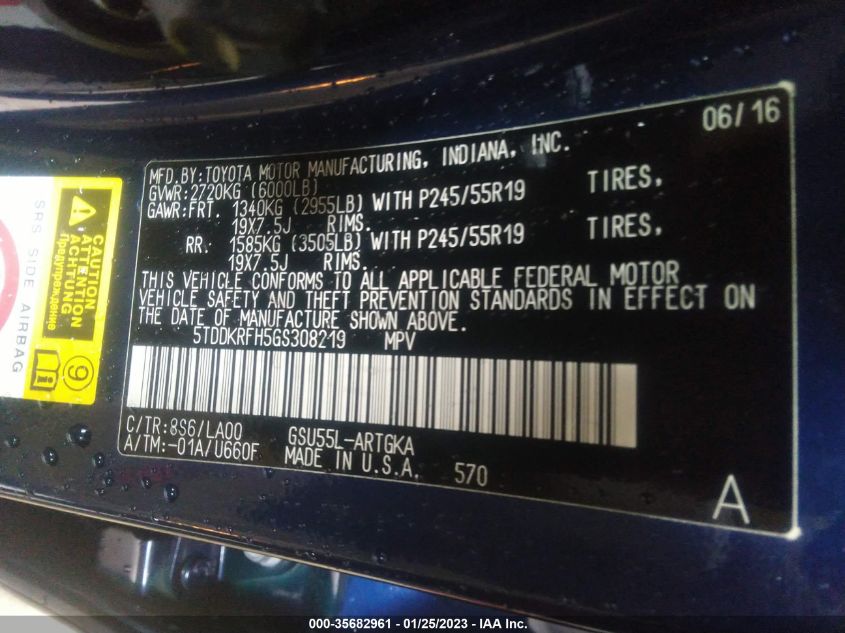 06/16
MFD.BY:TOYOTA MOTOR MANUFACTURING, INDIANA, INC.
GVWR:2720KG (6000LB)
GAWR:FRT. 1340KG (2955LB) WITH P245/55R19 TIRES,
19X7.5J RIMS.
RR: 1585KG (3505LB) WITH P245/55R19 TIRES,
19X7.5J RIMS.
THIS VEHICLE CONFORMS TO ALL APPLICABLE FEDERAL MOTOR
VEHICLE SAFETY AND THEFT PREVENTION STANDARDS IN EFFECT ON
THE DATE OF MANUFACTURE SHOWN ABOVE.
5TDDKRFH5GS308219 MPV
C/TR:8S6/LA00 GSU55L-ARTGKA
A/TM:-01A/U660F MADE IN U.S.A. 570
A
SRS SIDE AIRBAG
CAUTION
ATTENTION
ACHTUNG
Предупреждение
i
9
000-35682961 - 01/25/2023 - IAA Inc.